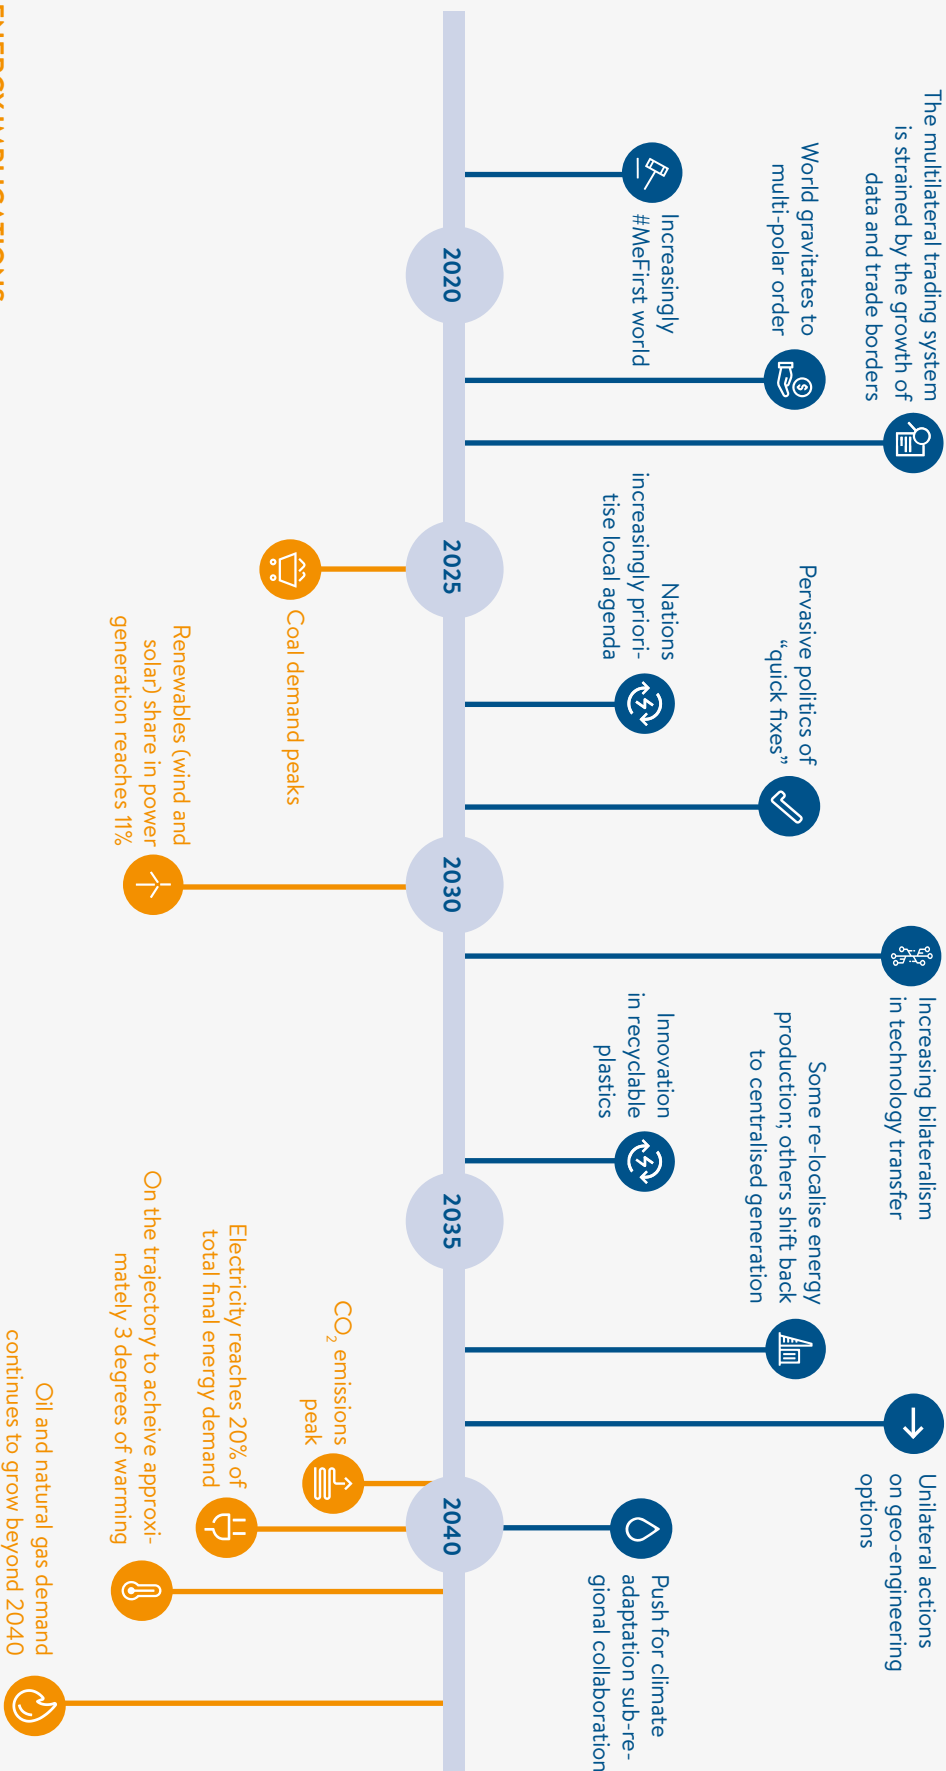 The multilateral trading system
is strained by the growth of
data and trade borders
World gravitates to
multi-polar order
Increasingly
#MeFirst world
Pervasive politics of
“quick fixes”
Nations
increasingly priori-
tise local agenda
Increasing bilateralism
in technology transfer
Some re-localise energy
production; others shift back
to centralised generation
Innovation
in recyclable
plastics
Unilateral actions
on geo-engineering
options
Push for climate
adaptation sub-re-
gional collaboration
2020
2025
2030
2035
2040
Coal demand peaks
Renewables (wind and
solar) share in power
generation reaches 11%
CO2 emissions
peak
Electricity reaches 20% of
total final energy demand
On the trajectory to acheive approxi-
mately 3 degrees of warming
Oil and natural gas demand
continues to grow beyond 2040
ENERGY IMPLICATIONS